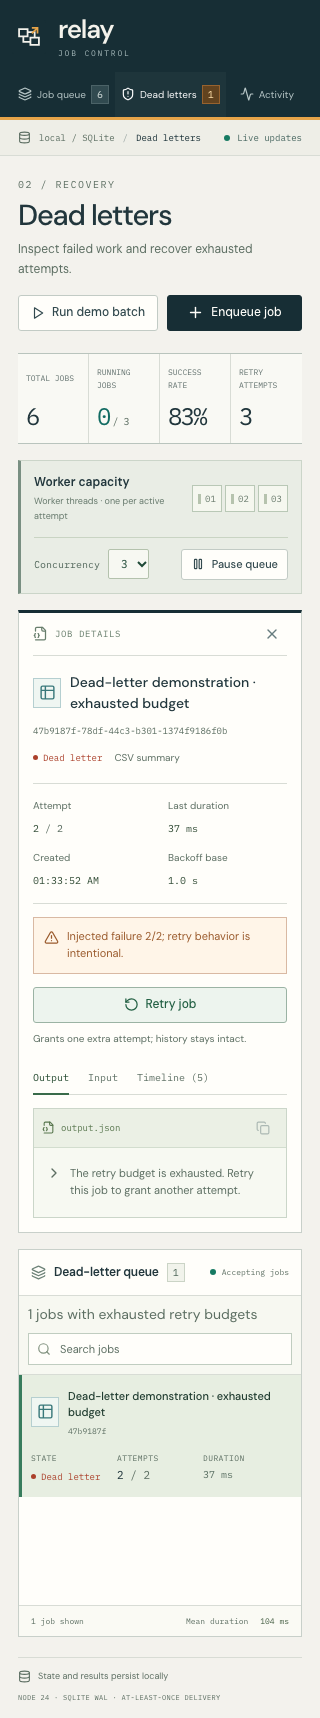 relay
JOB CONTROL
Job queue 6
Dead letters 1
Activity
local / SQLite / Dead letters
Live updates
02 / RECOVERY
Dead letters
Inspect failed work and recover exhausted
attempts.
Run demo batch
Enqueue job
TOTAL JOBS
6
RUNNING
JOBS
0 / 3
SUCCESS
RATE
83%
RETRY
ATTEMPTS
3
Worker capacity
Worker threads · one per active
attempt
01
02
03
Concurrency 3
Pause queue
JOB DETAILS
Dead-letter demonstration ·
exhausted budget
47b9187f-78df-44c3-b301-1374f9186f0b
Dead letter CSV summary
Attempt
2 / 2
Last duration
37 ms
Created
01:33:52 AM
Backoff base
1.0 s
Injected failure 2/2; retry behavior is
intentional.
Retry job
Grants one extra attempt; history stays intact.
Output Input Timeline (5)
output.json
The retry budget is exhausted. Retry
this job to grant another attempt.
Dead-letter queue 1
Accepting jobs
1 jobs with exhausted retry budgets
Search jobs
Dead-letter demonstration · exhausted
budget
47b9187f
STATE
Dead letter
ATTEMPTS
2 / 2
DURATION
37 ms
1 job shown
Mean duration 104 ms
State and results persist locally
NODE 24 · SQLITE WAL · AT-LEAST-ONCE DELIVERY